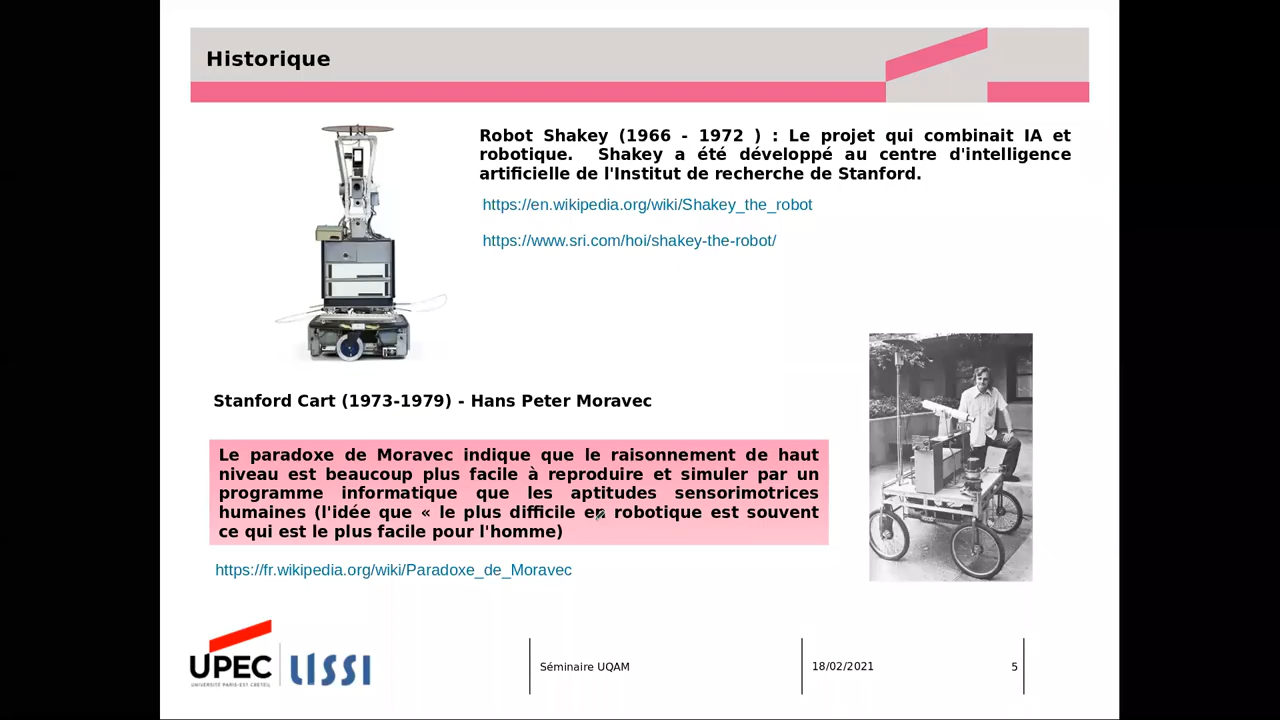 Historique
Robot Shakey (1966 - 1972 ) : Le projet qui combinait IA et
robotique. Shakey a été développé au centre d'intelligence
artificielle de l'Institut de recherche de Stanford.
https://en.wikipedia.org/wiki/Shakey_the_robot
https://www.sri.com/hoi/shakey-the-robot/
Stanford Cart (1973-1979) - Hans Peter Moravec
Le paradoxe de Moravec indique que le raisonnement de haut
niveau est beaucoup plus facile à reproduire et simuler par un
programme informatique que les aptitudes sensorimotrices
humaines (l'idée que « le plus difficile en robotique est souvent
ce qui est le plus facile pour l'homme)
https://fr.wikipedia.org/wiki/Paradoxe_de_Moravec
UPEC
UNIVERSITÉ PARIS-EST CRÉTEIL
LISSI
Séminaire UQAM
18/02/2021
5